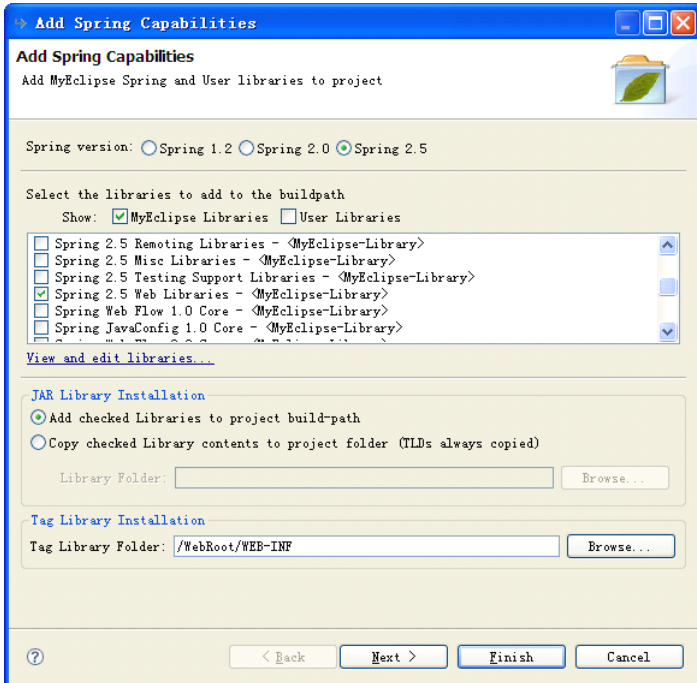 Add Spring Capabilities
Add Spring Capabilities
Add MyEclipse Spring and User libraries to project
Spring version: Spring 1.2 Spring 2.0 Spring 2.5
Select the libraries to add to the buildpath
Show: MyEclipse Libraries User Libraries
Spring 2.5 Remoting Libraries - <MyEclipse-Library>
Spring 2.5 Misc Libraries - <MyEclipse-Library>
Spring 2.5 Testing Support Libraries - <MyEclipse-Library>
Spring 2.5 Web Libraries - <MyEclipse-Library>
Spring Web Flow 1.0 Core - <MyEclipse-Library>
Spring JavaConfig 1.0 Core - <MyEclipse-Library>
View and edit libraries...
JAR Library Installation
Add checked Libraries to project build-path
Copy checked Library contents to project folder (TLDs always copied)
Library Folder: Browse...
Tag Library Installation
Tag Library Folder: /WebRoot/WEB-INF Browse...
? < Back Next > Finish Cancel